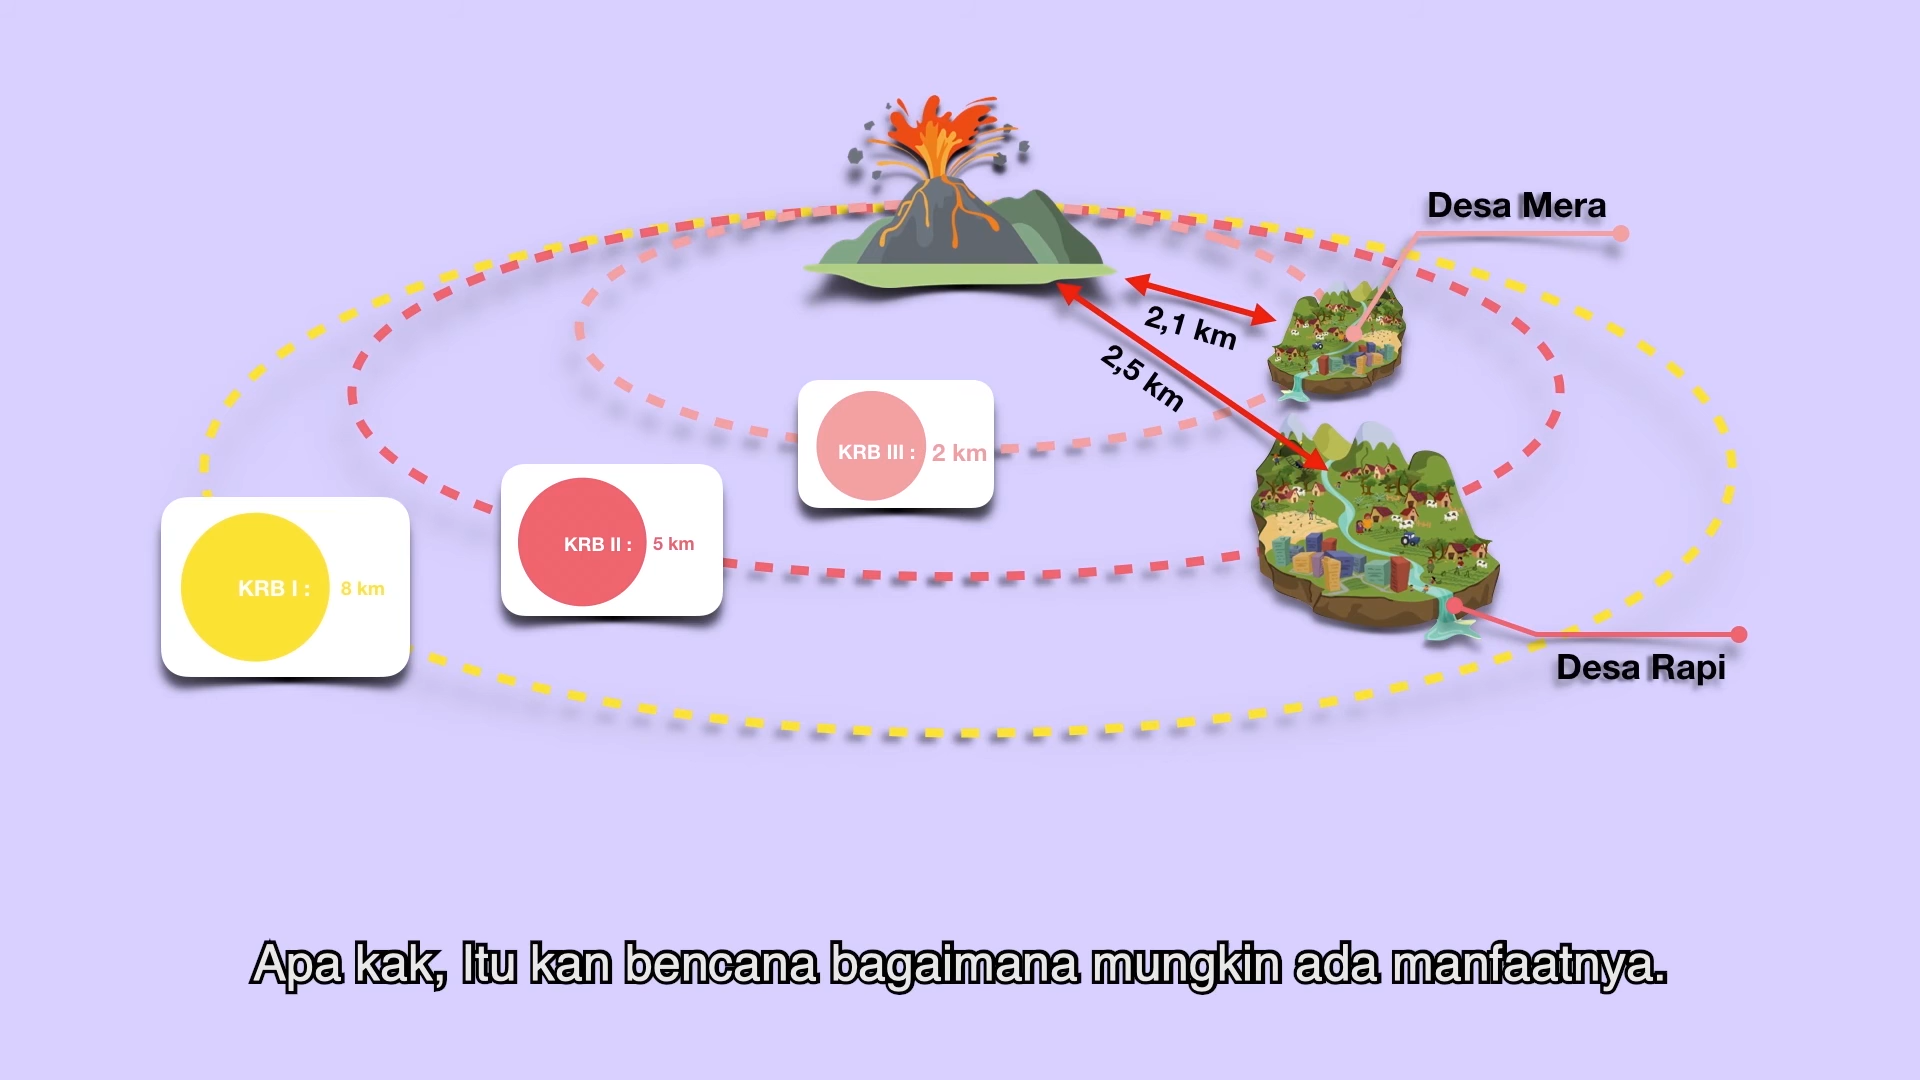 Desa Mera
2,1 km
2,5 km
KRB III : 2 km
KRB II : 5 km
KRB I : 8 km
Desa Rapi
Apa kak, Itu kan bencana bagaimana mungkin ada manfaatnya.